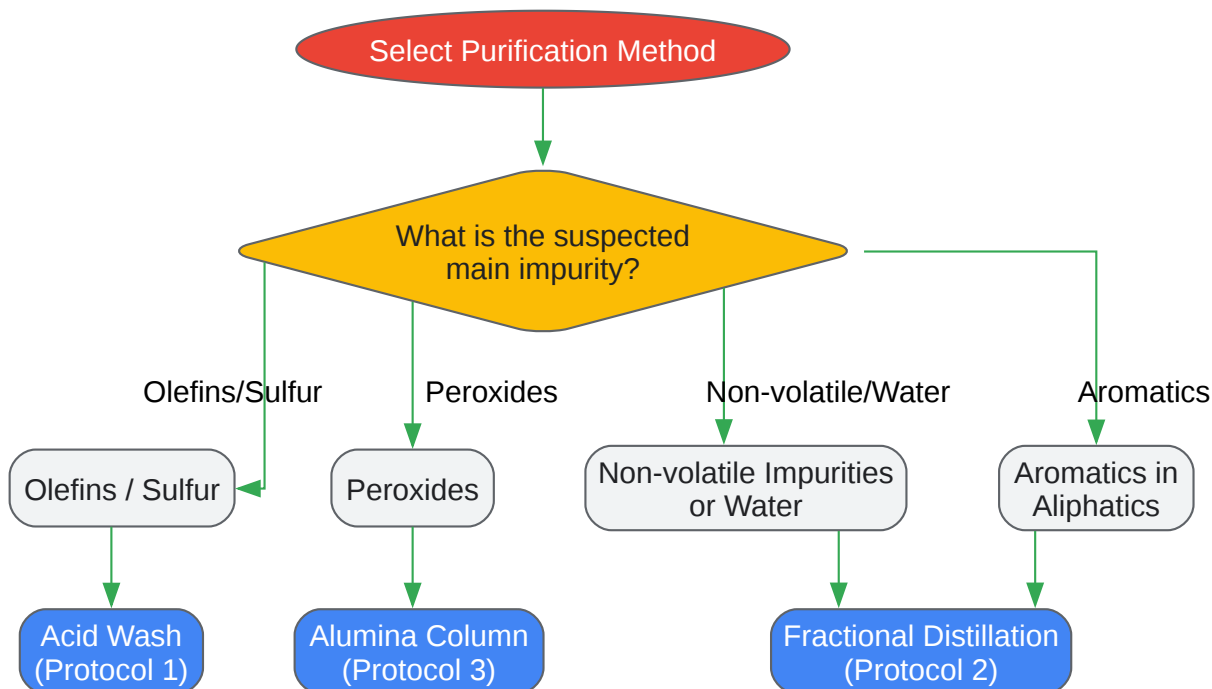 Select Purification Method
What is the suspected
main impurity?
Olefins/Sulfur
Peroxides
Non-volatile/Water
Aromatics
Olefins / Sulfur
Peroxides
Non-volatile Impurities
or Water
Aromatics in
Aliphatics
Acid Wash
(Protocol 1)
Alumina Column
(Protocol 3)
Fractional Distillation
(Protocol 2)